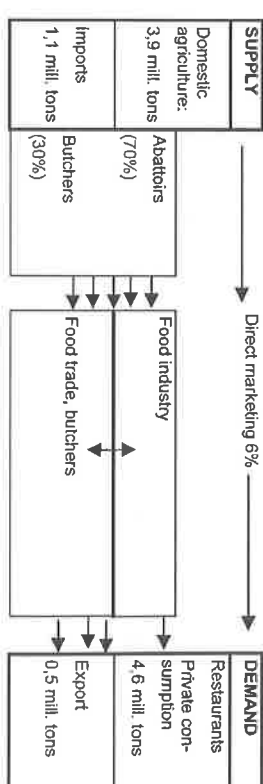 SUPPLY
Domestic
agriculture:
3,9 mill. tons
Imports
1,1 mill. tons
Abattoirs
(70%)
Butchers
(30%)
Direct marketing 6%
Food industry
Food trade, butchers
DEMAND
Restaurants
Private con-
sumption
4,6 mill. tons
Export
0,5 mill. tons